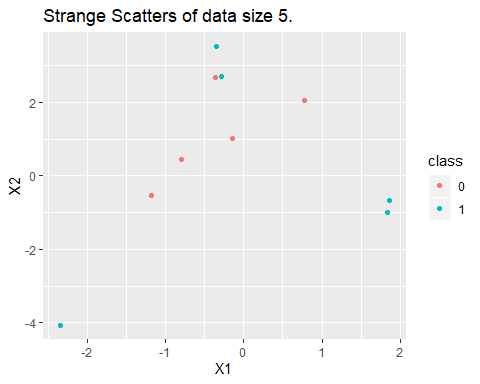 Strange Scatters of data size 5.
2
0
-2
-4
X2
-2
-1
0
1
2
X1
class
0
1